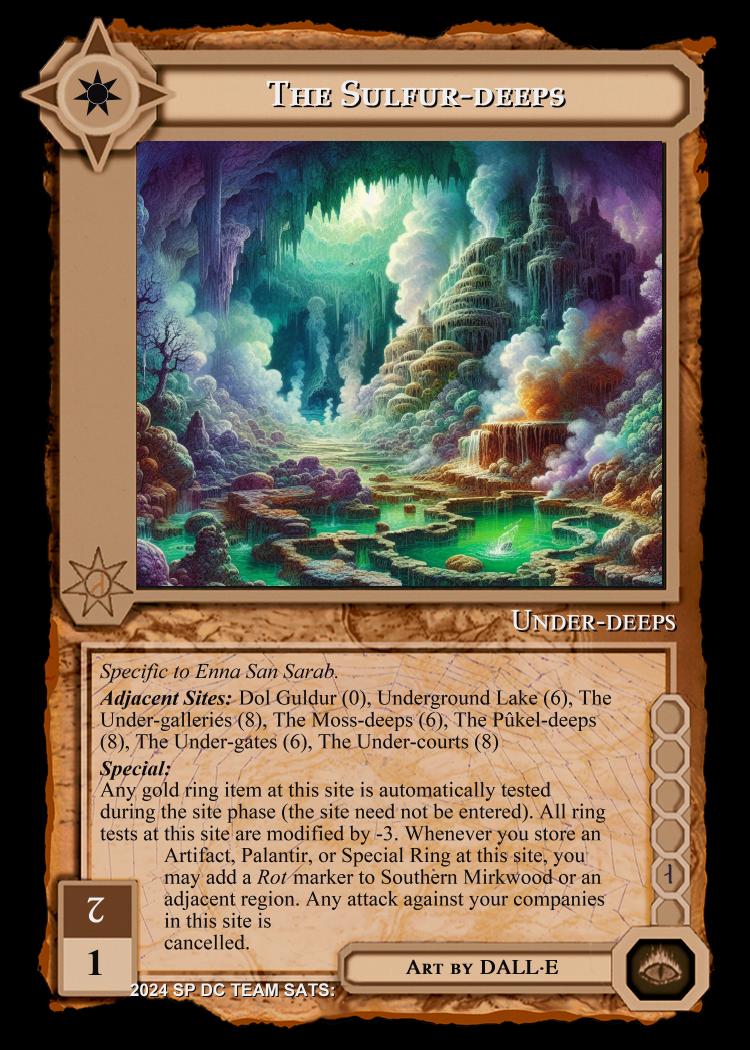 The Sulfur-deeps
Under-deeps
Specific to Enna San Sarab.
Adjacent Sites: Dol Guldur (0), Underground Lake (6), The
Under-galleries (8), The Moss-deeps (6), The Pûkel-deeps
(8), The Under-gates (6), The Under-courts (8)
Special:
Any gold ring item at this site is automatically tested
during the site phase (the site need not be entered). All ring
tests at this site are modified by -3. Whenever you store an
Artifact, Palantir, or Special Ring at this site, you
may add a Rot marker to Southern Mirkwood or an
adjacent region. Any attack against your companies
in this site is
cancelled.
1
Art by DALL·E
2024 SP DC TEAM SATS: